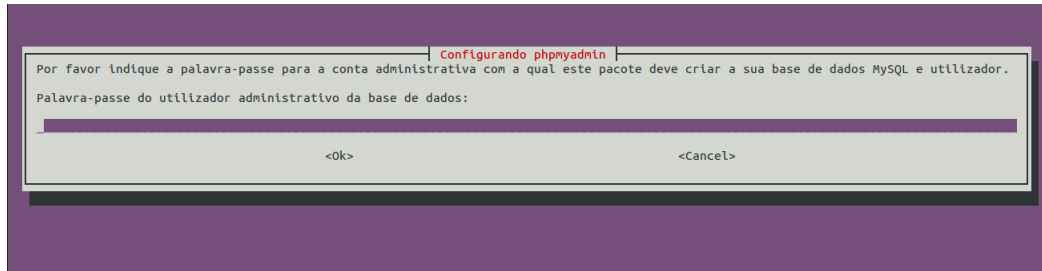 Configurando phpmyadmin
Por favor indique a palavra-passe para a conta administrativa com a qual este pacote deve criar a sua base de dados MySQL e utilizador.
Palavra-passe do utilizador administrativo da base de dados:
<Ok> <Cancel>